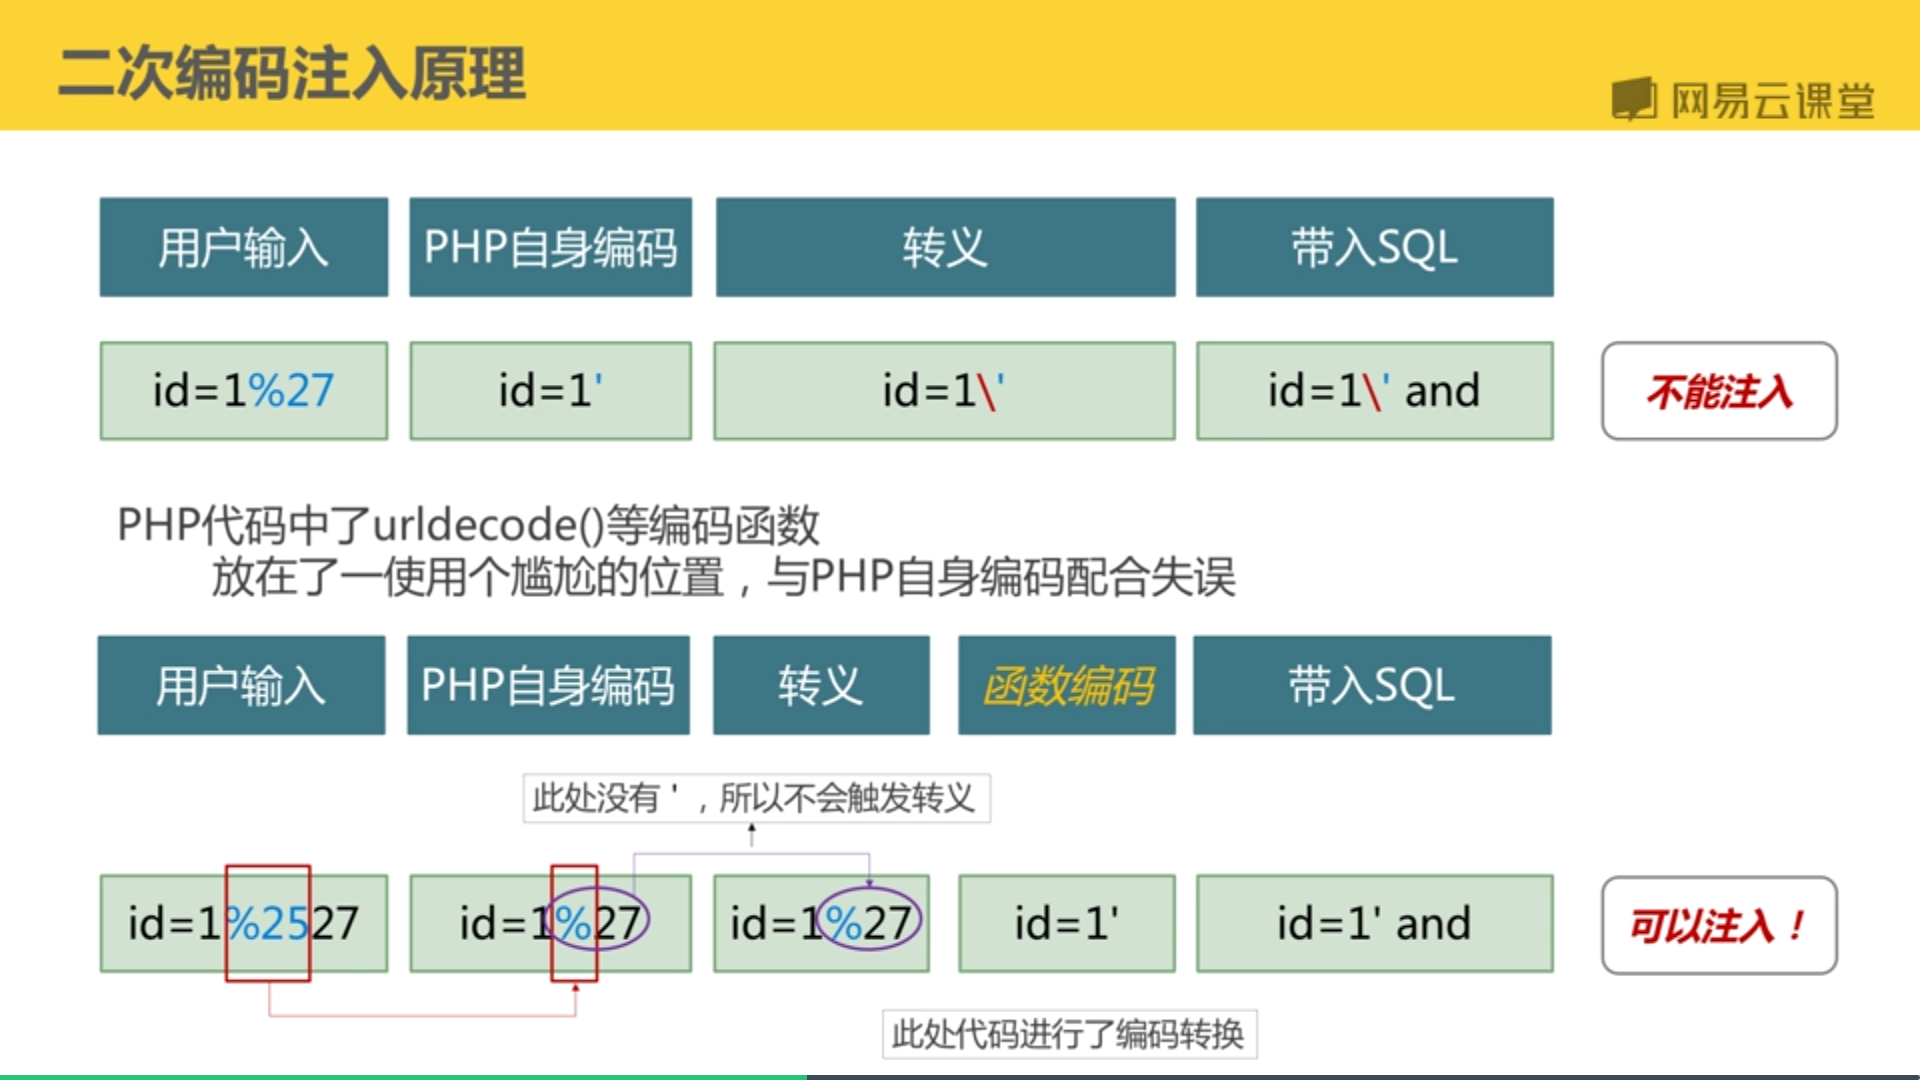 二次编码注入原理
网易云课堂
用户输入 PHP自身编码 转义 带入SQL
id=1%27 id=1' id=1\' id=1\' and 不能注入
PHP代码中了urldecode()等编码函数
放在了一使用个尴尬的位置，与PHP自身编码配合失误
用户输入 PHP自身编码 转义 函数编码 带入SQL
此处没有 '，所以不会触发转义
id=1%2527 id=1%27 id=1%27 id=1' id=1' and 可以注入！
此处代码进行了编码转换